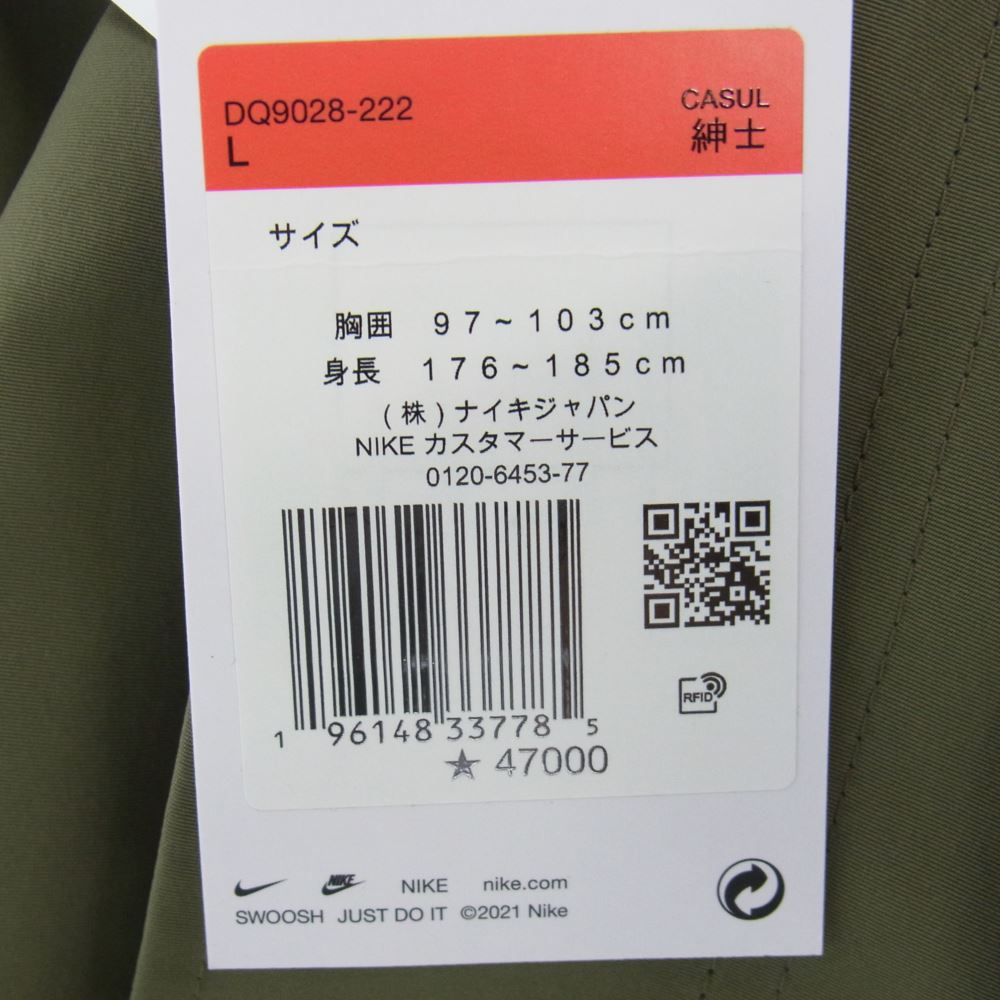 DQ9028-222
L
CASUL
紳士
サイズ
胸囲 97~103cm
身長 176~185cm
(株)ナイキジャパン
NIKE カスタマーサービス
0120-6453-77
RFID
1 96148 33778 5
★ 47000
NIKE NIKE nike.com
SWOOSH JUST DO IT ©2021 Nike